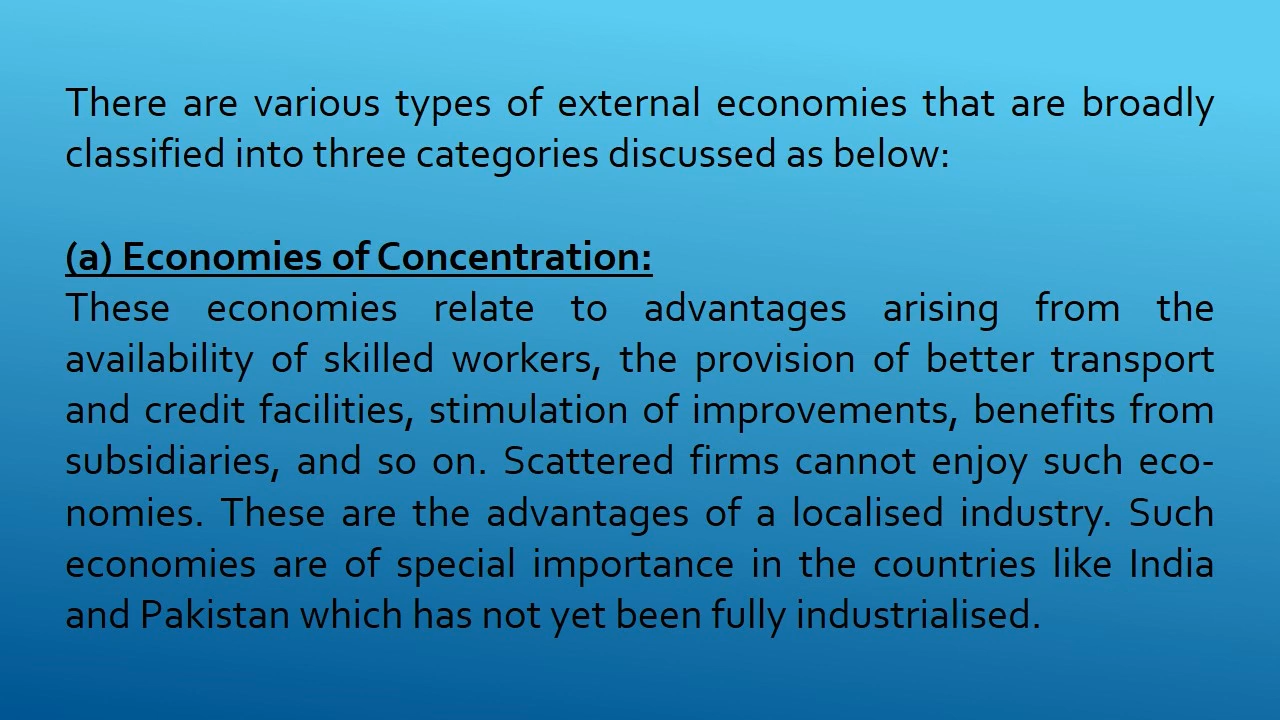 There are various types of external economies that are broadly
classified into three categories discussed as below:
(a) Economies of Concentration:
These economies relate to advantages arising from the
availability of skilled workers, the provision of better transport
and credit facilities, stimulation of improvements, benefits from
subsidiaries, and so on. Scattered firms cannot enjoy such eco-
nomies. These are the advantages of a localised industry. Such
economies are of special importance in the countries like India
and Pakistan which has not yet been fully industrialised.